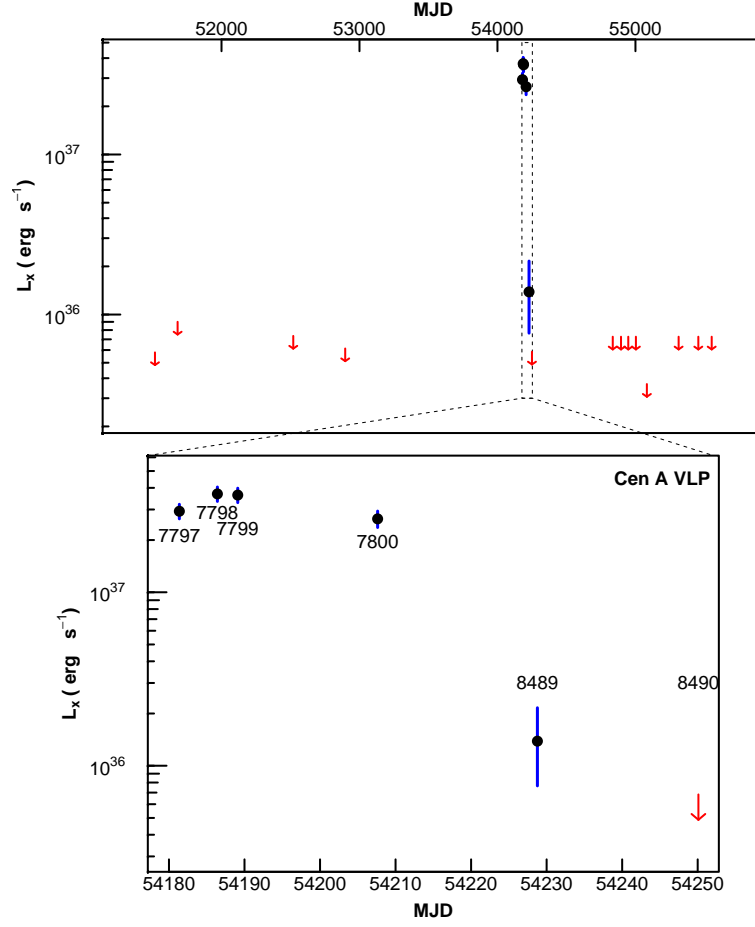 MJD
52000 53000 54000 55000
10^37
10^36
L_x ( erg s^−1)
Cen A VLP
7797
7798
7799
7800
8489
8490
10^37
10^36
L_x ( erg s^−1)
54180 54190 54200 54210 54220 54230 54240 54250
MJD